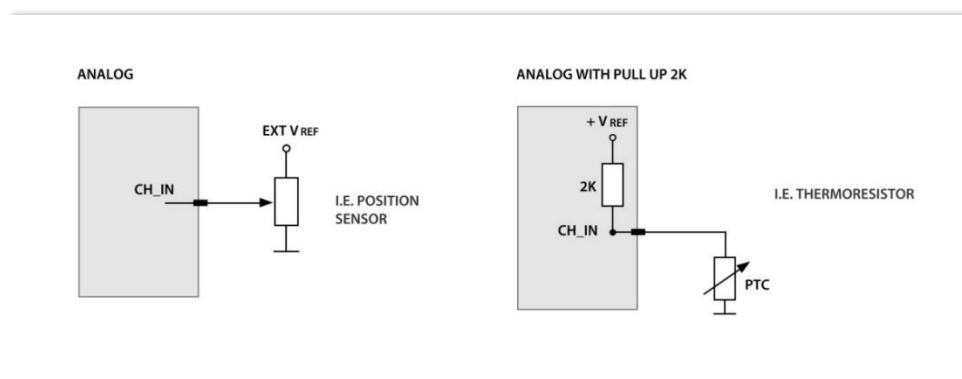 ANALOG
EXT V REF
CH_IN
I.E. POSITION
SENSOR
ANALOG WITH PULL UP 2K
+ V REF
2K
CH_IN
I.E. THERMORESISTOR
PTC